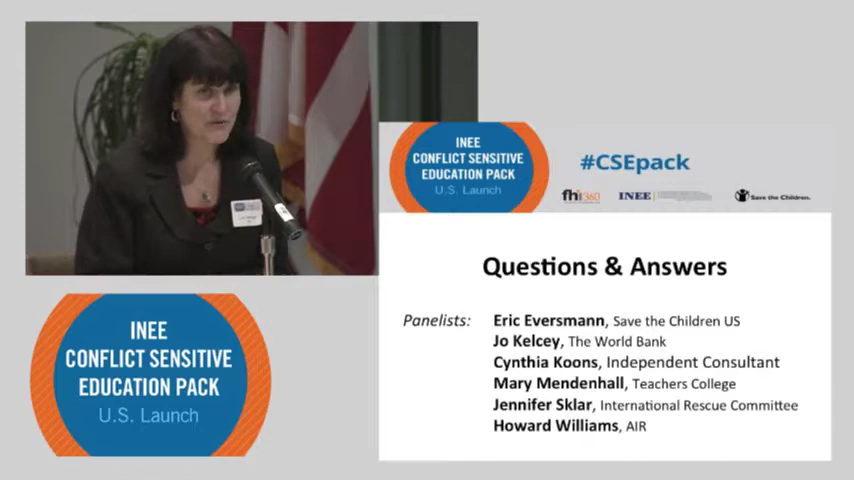 INEE
CONFLICT SENSITIVE
EDUCATION PACK
U.S. Launch
#CSEpack
fhi360
INEE
Save the Children.
Questions & Answers
Panelists: Eric Eversmann, Save the Children US
Jo Kelcey, The World Bank
Cynthia Koons, Independent Consultant
Mary Mendenhall, Teachers College
Jennifer Sklar, International Rescue Committee
Howard Williams, AIR
INEE
CONFLICT SENSITIVE
EDUCATION PACK
U.S. Launch